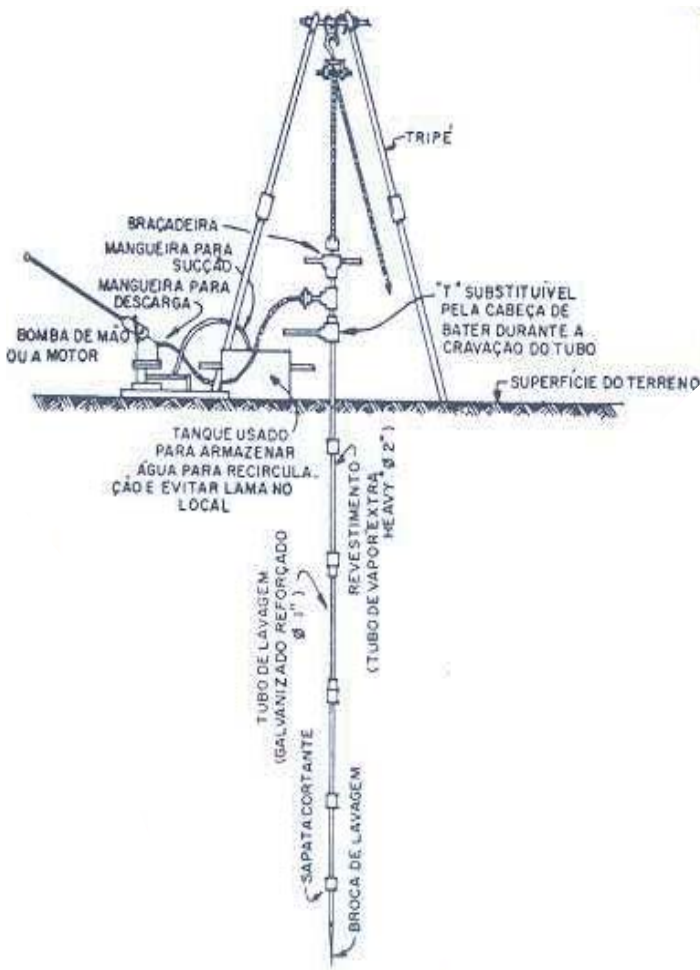 TRIPÉ
BRAÇADEIRA
MANGUEIRA PARA
SUCÇÃO
MANGUEIRA PARA
DESCARGA
BOMBA DE MÃO
OU A MOTOR
"T" SUBSTITUÍVEL
PELA CABEÇA DE
BATER DURANTE A
CRAVAÇÃO DO TUBO
SUPERFÍCIE DO TERRENO
TANQUE USADO
PARA ARMAZENAR
ÁGUA PARA RECIRCULA_
ÇÃO E EVITAR LAMA NO
LOCAL
REVESTIMENTO
(TUBO DE VAPOR EXTRA
HEAVY Ø 2")
TUBO DE LAVAGEM
(GALVANIZADO REFORÇADO
Ø 1")
SAPATA CORTANTE
BROCA DE LAVAGEM